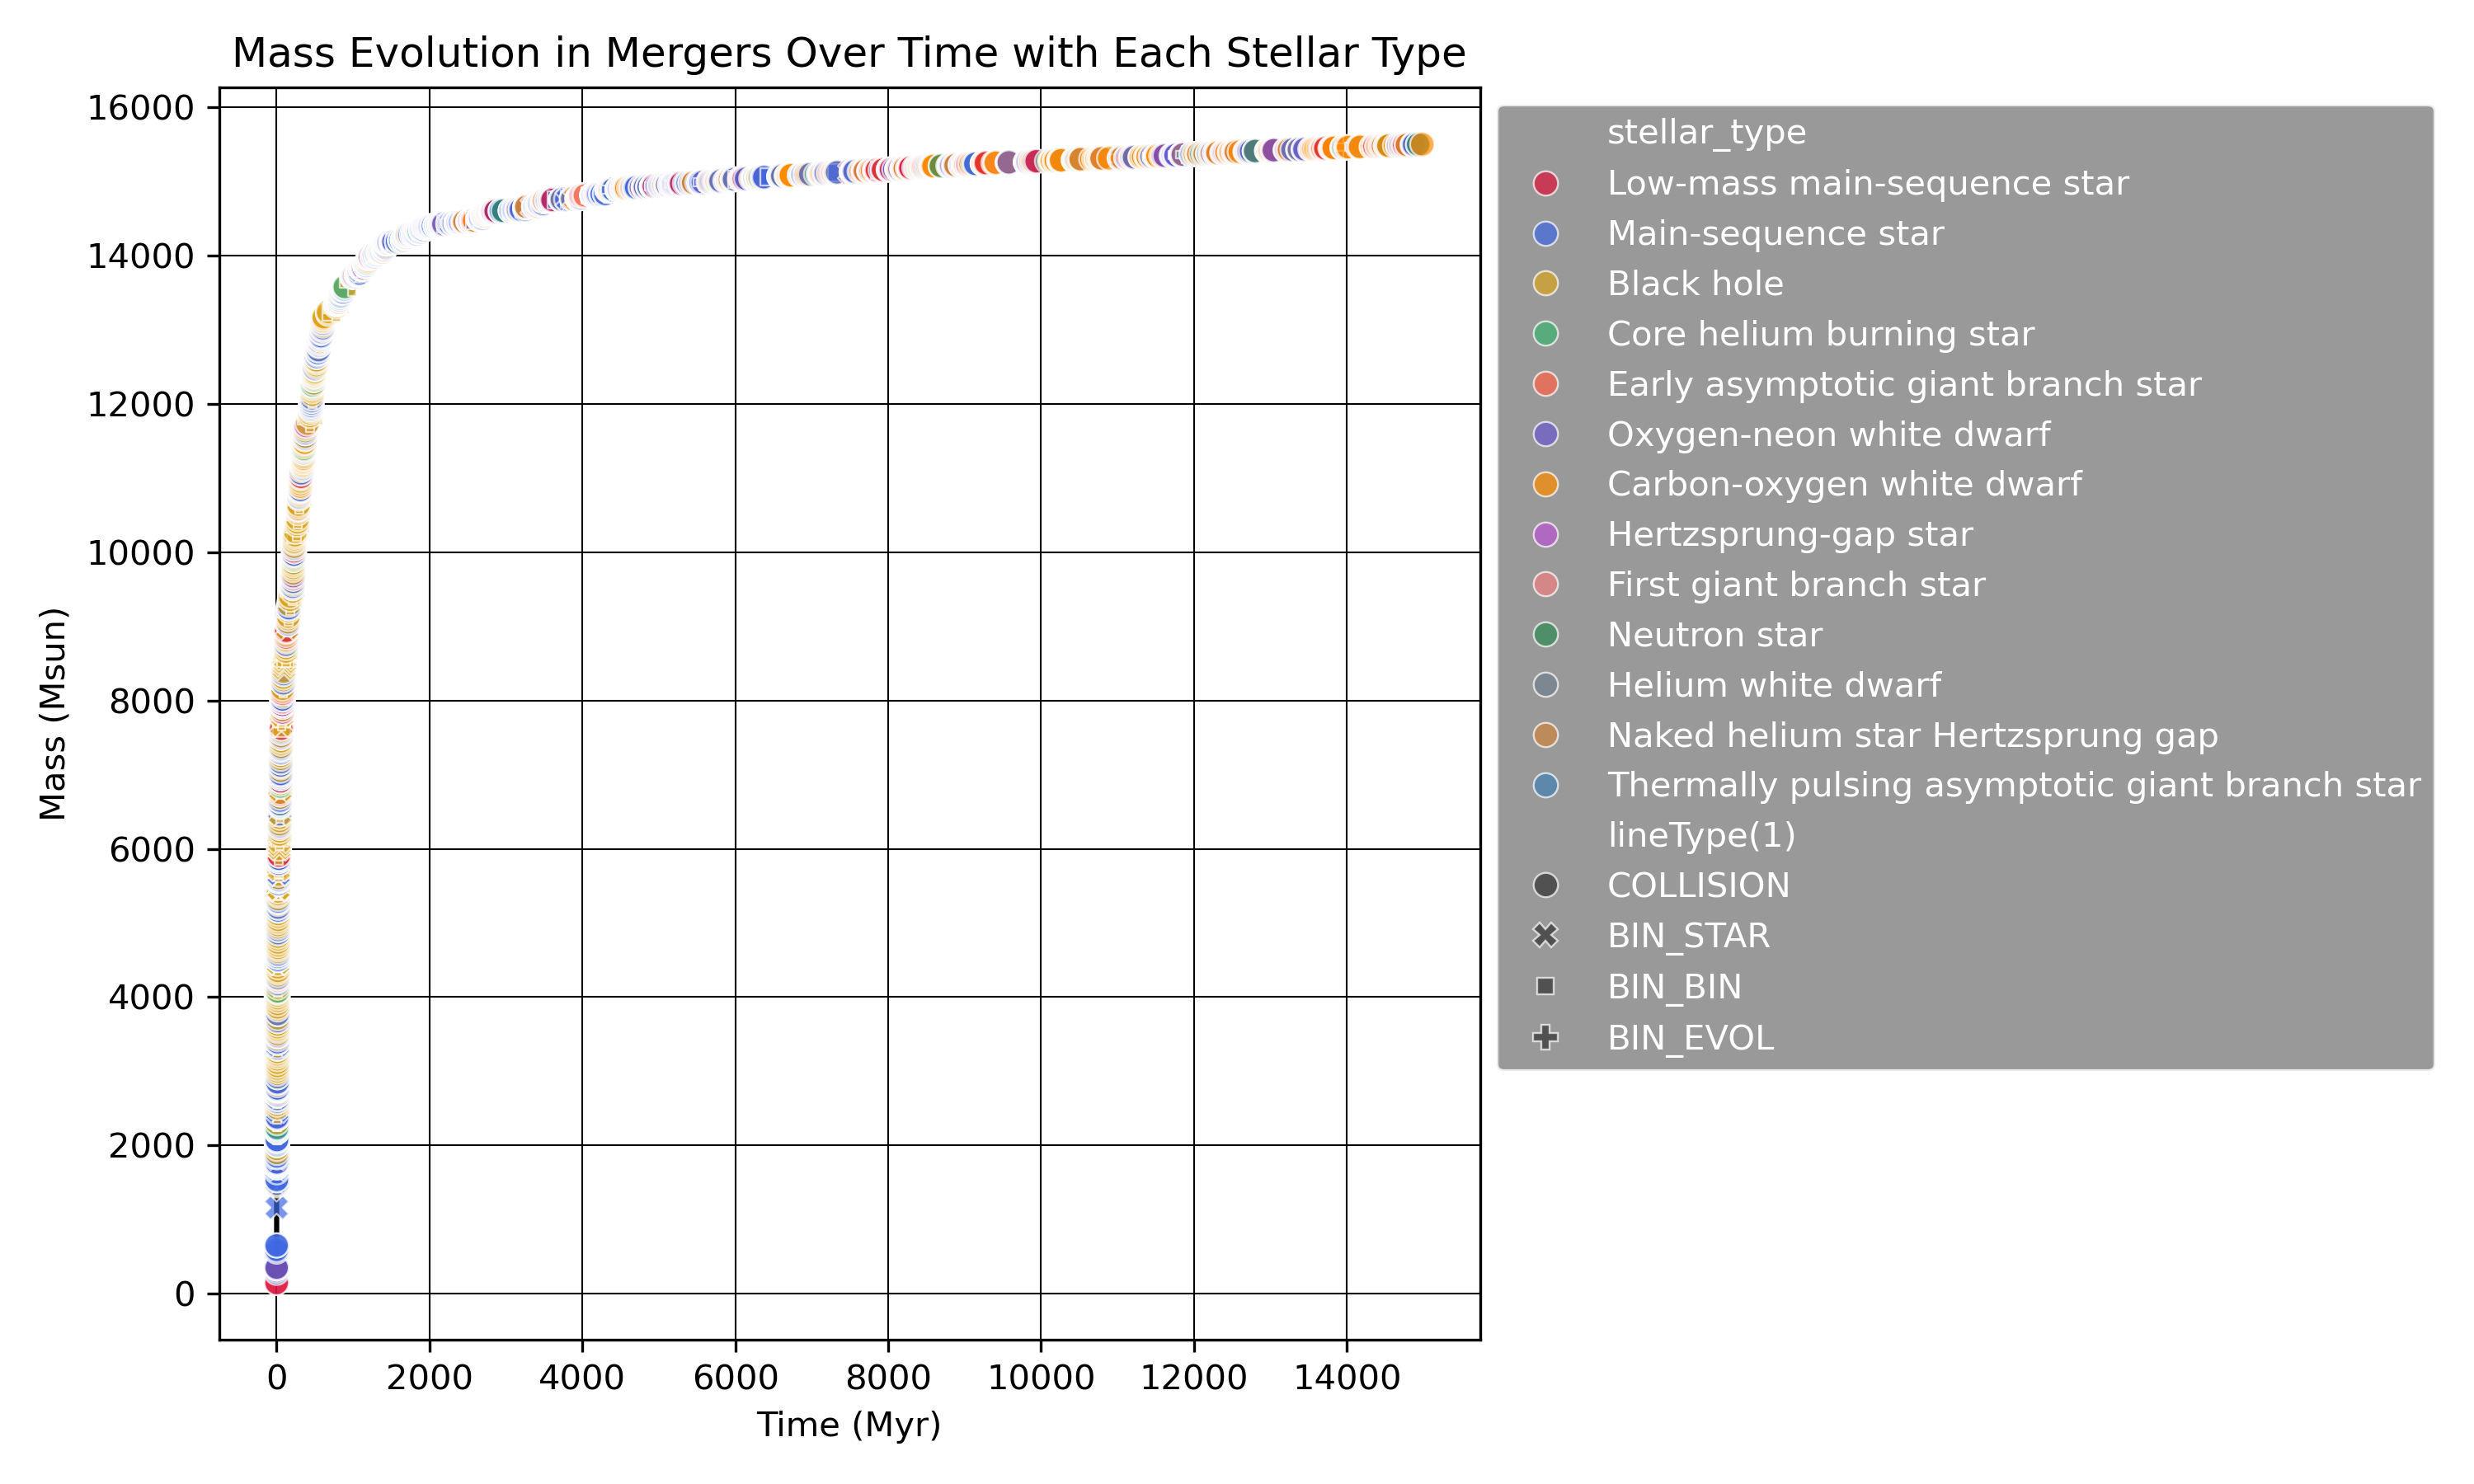 Mass Evolution in Mergers Over Time with Each Stellar Type
16000
14000
12000
10000
8000
6000
4000
2000
0
Mass (Msun)
0 2000 4000 6000 8000 10000 12000 14000
Time (Myr)
stellar_type
Low-mass main-sequence star
Main-sequence star
Black hole
Core helium burning star
Early asymptotic giant branch star
Oxygen-neon white dwarf
Carbon-oxygen white dwarf
Hertzsprung-gap star
First giant branch star
Neutron star
Helium white dwarf
Naked helium star Hertzsprung gap
Thermally pulsing asymptotic giant branch star
lineType(1)
COLLISION
BIN_STAR
BIN_BIN
BIN_EVOL